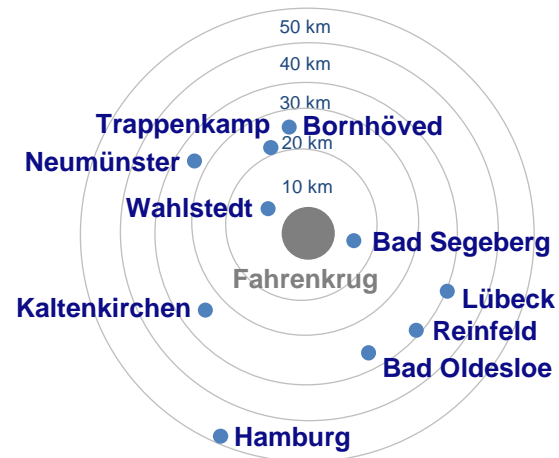 50 km
40 km
30 km
Trappenkamp
Bornhöved
20 km
Neumünster
10 km
Wahlstedt
Bad Segeberg
Fahrenkrug
Lübeck
Kaltenkirchen
Reinfeld
Bad Oldesloe
Hamburg